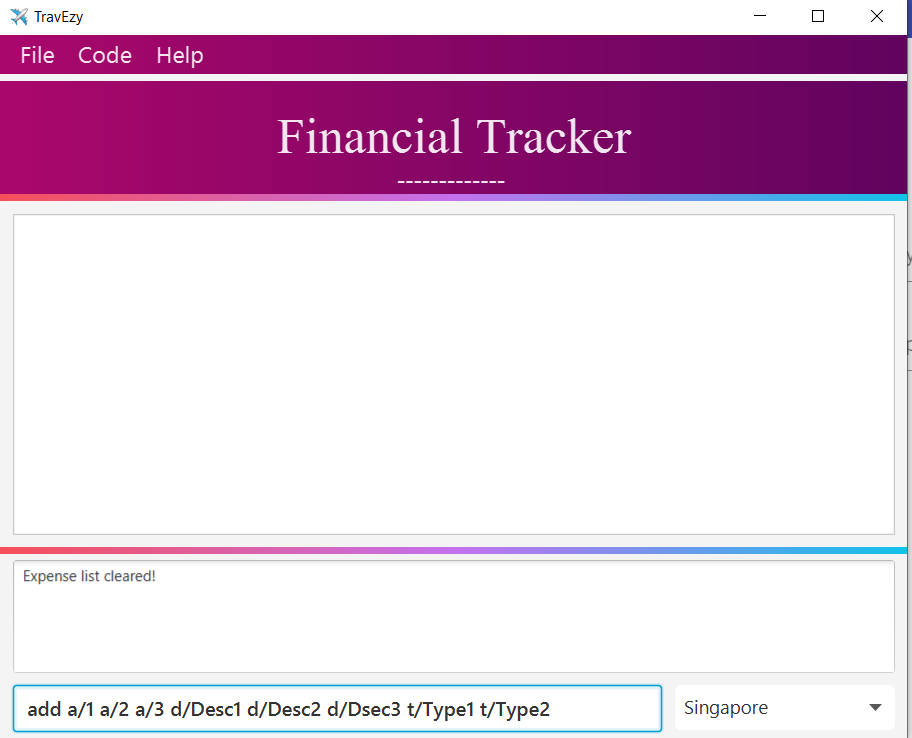 TravEzy
File Code Help
Financial Tracker
-------------
Expense list cleared!
add a/1 a/2 a/3 d/Desc1 d/Desc2 d/Dsec3 t/Type1 t/Type2
Singapore